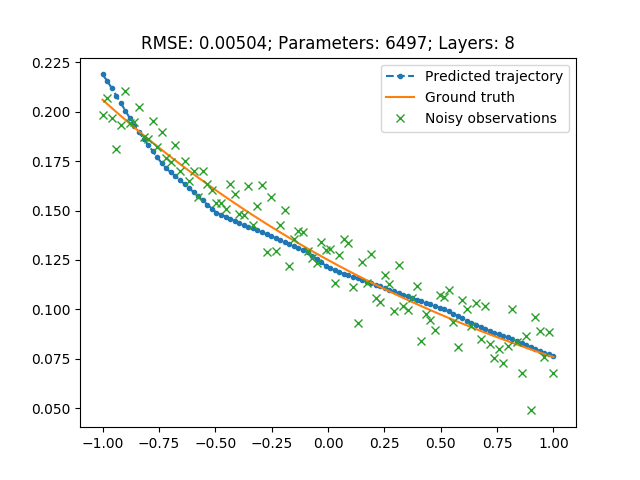 RMSE: 0.00504; Parameters: 6497; Layers: 8
Predicted trajectory
Ground truth
Noisy observations
0.225
0.200
0.175
0.150
0.125
0.100
0.075
0.050
−1.00 −0.75 −0.50 −0.25 0.00 0.25 0.50 0.75 1.00